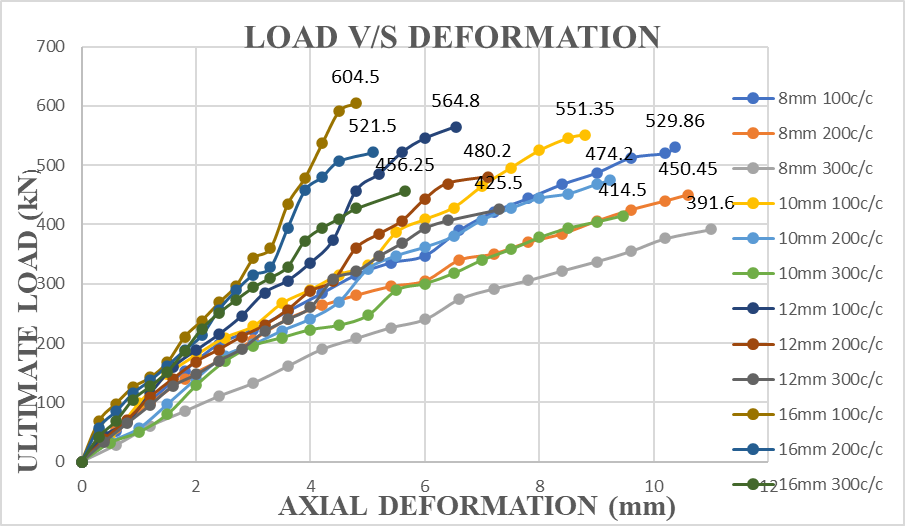 LOAD V/S DEFORMATION
ULTIMATE LOAD (kN)
700
600
500
400
300
200
100
0
604.5
564.8
551.35
529.86
521.5
480.2
474.2
456.25
450.45
425.5
414.5
391.6
8mm 100c/c
8mm 200c/c
8mm 300c/c
10mm 100c/c
10mm 200c/c
10mm 300c/c
12mm 100c/c
12mm 200c/c
12mm 300c/c
16mm 100c/c
16mm 200c/c
16mm 300c/c
0 2 4 6 8 10 12
AXIAL DEFORMATION (mm)